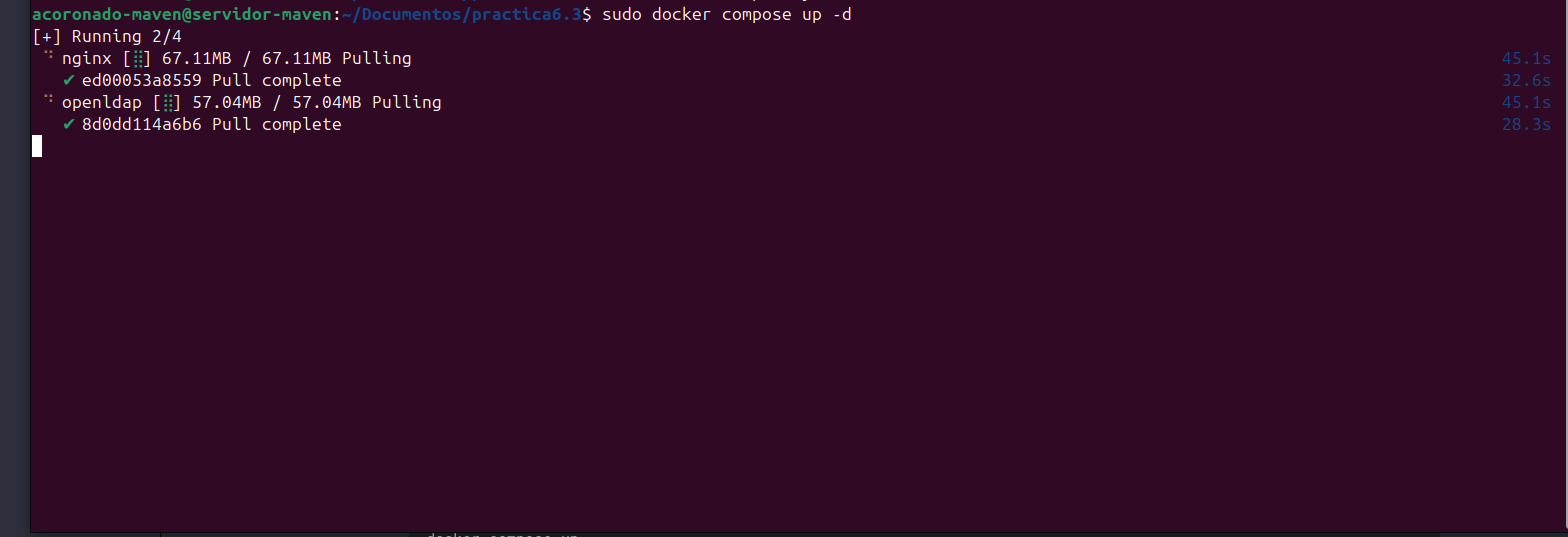 acoronado-maven@servidor-maven:~/Documentos/practica6.3$ sudo docker compose up -d
[+] Running 2/4
⠙ nginx [⣿] 67.11MB / 67.11MB Pulling 45.1s
✔ ed00053a8559 Pull complete 32.6s
⠙ openldap [⣿] 57.04MB / 57.04MB Pulling 45.1s
✔ 8d0dd114a6b6 Pull complete 28.3s